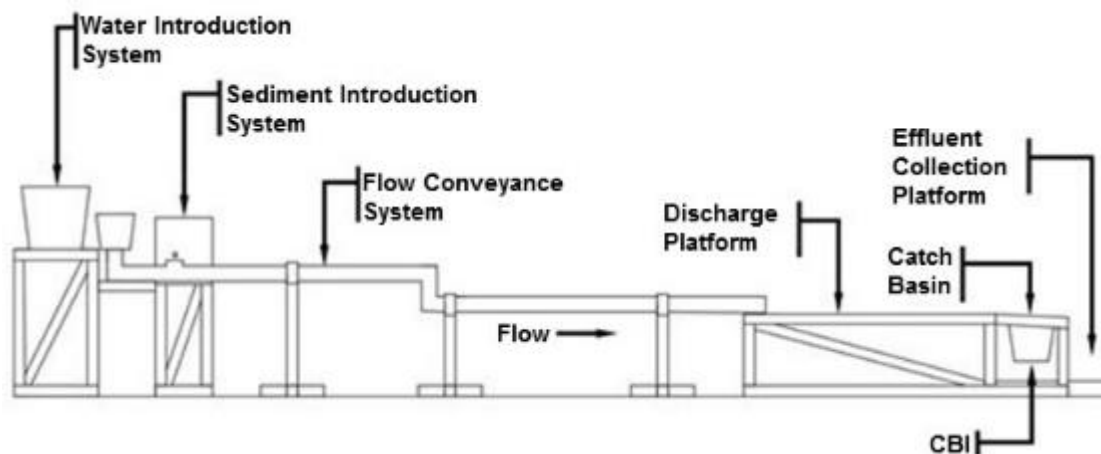 Water Introduction
System
Sediment Introduction
System
Flow Conveyance
System
Discharge
Platform
Effluent
Collection
Platform
Catch
Basin
Flow
CBI